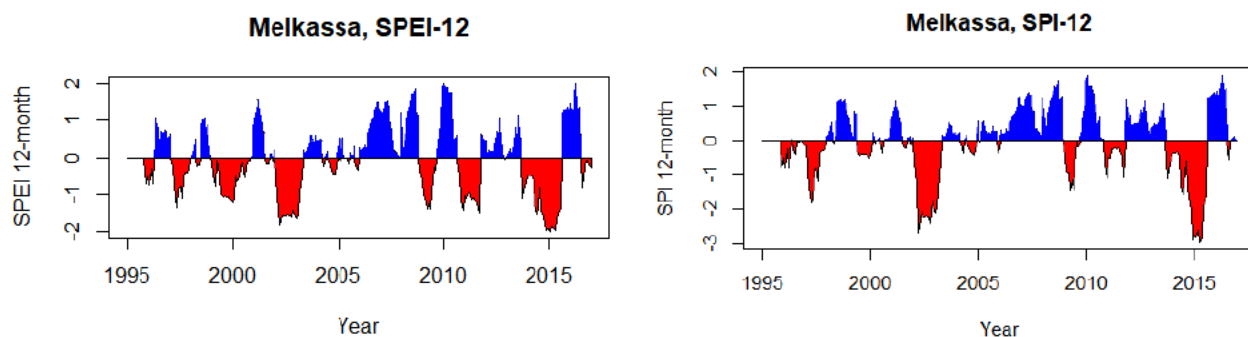 Melkassa, SPEI-12
SPEI 12-month
2
1
0
-1
-2
1995 2000 2005 2010 2015
Year
Melkassa, SPI-12
SPI 12-month
2
1
0
-1
-2
-3
1995 2000 2005 2010 2015
Year